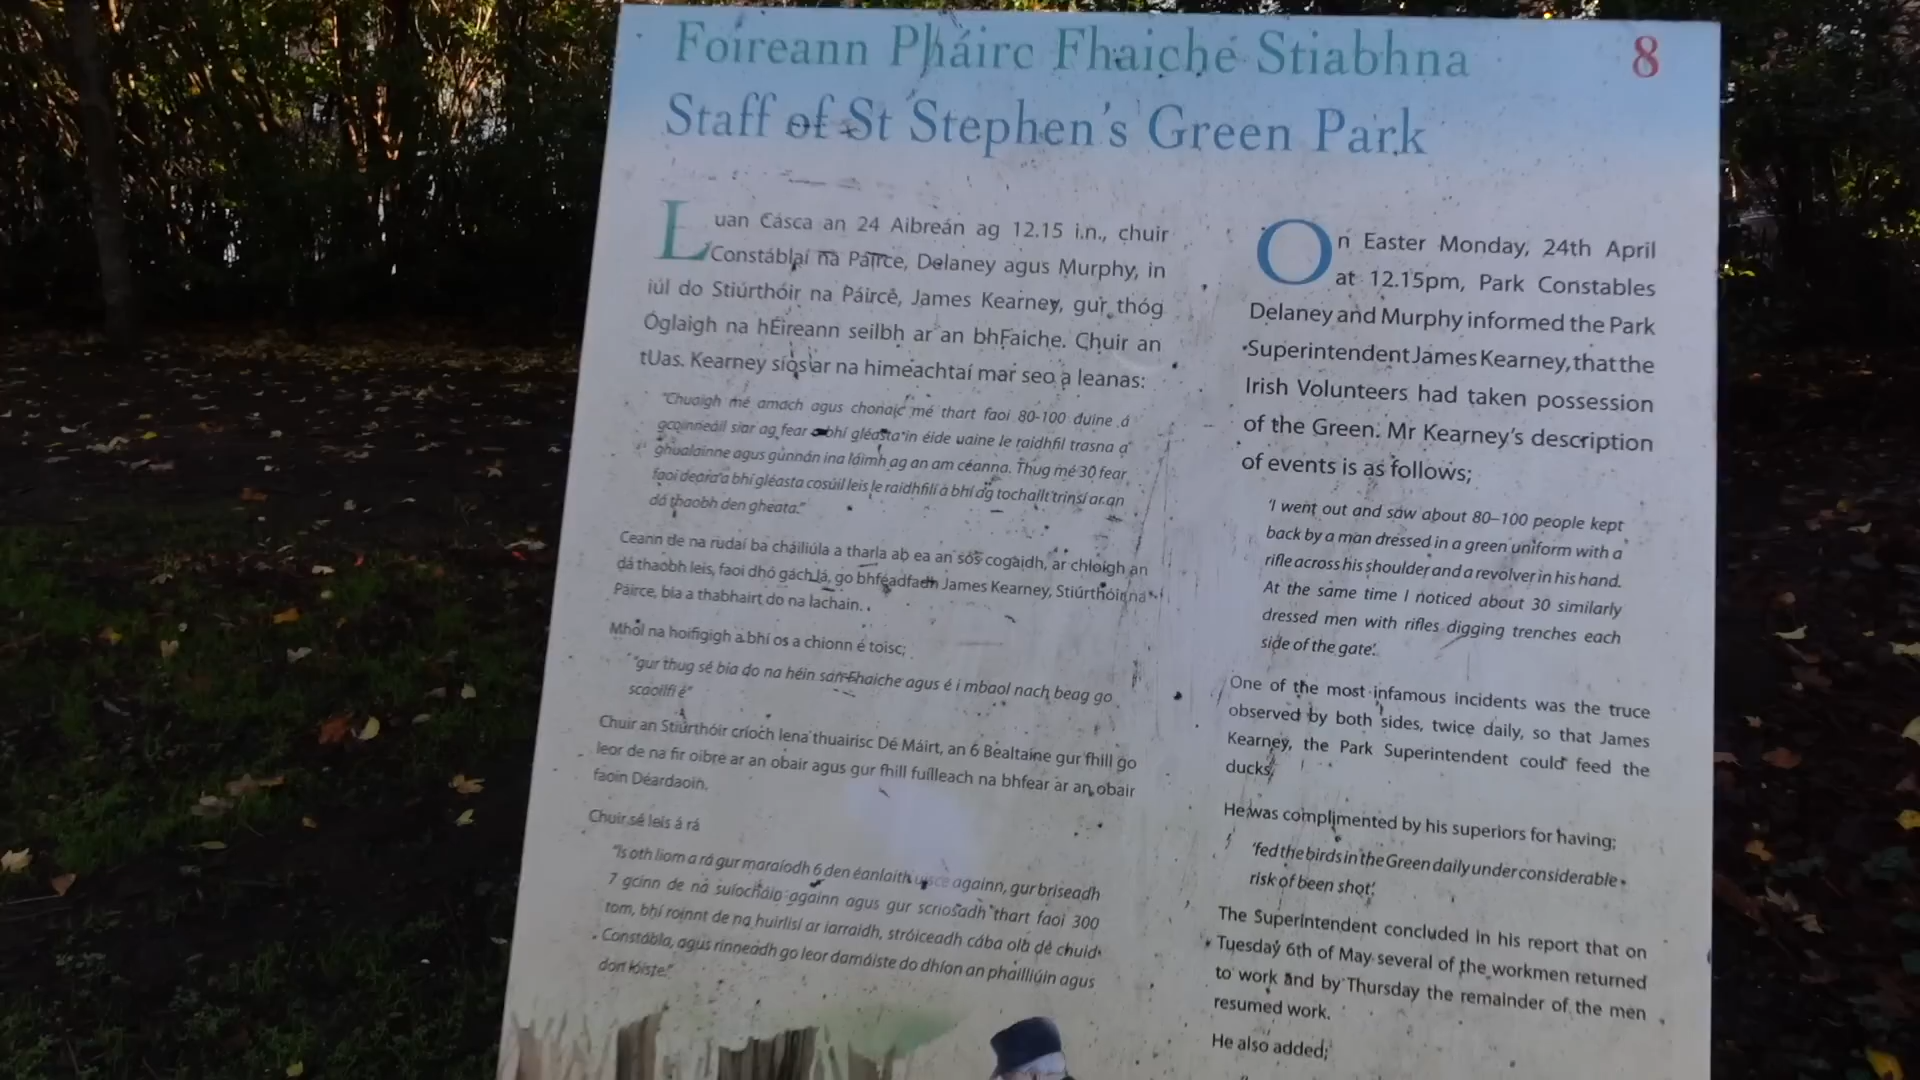 Foireann Pháirc Fhaiche Stiabhna
8
Staff of St Stephen's Green Park
Luan Cásca an 24 Aibreán ag 12.15 i.n., chuir
Constáblaí na Páirce, Delaney agus Murphy, in
iúl do Stiúrthóir na Páirce, James Kearney, gur thóg
Óglaigh na hÉireann seilbh ar an bhFaiche. Chuir an
tUas. Kearney síos ar na himeachtaí mar seo a leanas:
"Chuaigh mé amach agus chonaic mé thart faoi 80-100 duine á
gcoinneáil siar ag fear a bhí gléasta in éide uaine le raidhfil trasna a
ghualainne agus gunnán ina láimh ag an am céanna. Thug mé 30 fear
faoi deara a bhí gléasta cosúil leis le raidhfilí a bhí ag tochailt trinsí ar an
dá thaobh den gheata."
Ceann de na rudaí ba cháiliúla a tharla ab ea an sos cogaidh, ar chloígh an
dá thaobh leis, faoi dhó gach lá, go bhféadfadh James Kearney, Stiúrthóir na
Páirce, bia a thabhairt do na lachain.
Mhol na hoifigigh a bhí os a chionn é toisc;
"gur thug sé bia do na héin san Fhaiche agus é i mbaol nach beag go
scaoilfí é"
Chuir an Stiúrthóir críoch lena thuairisc Dé Máirt, an 6 Bealtaine gur fhill go
leor de na fir oibre ar an obair agus gur fhill fuílleach na bhfear ar an obair
faoin Déardaoin.
Chuir sé leis á rá
"Is oth liom a rá gur maraíodh 6 den éanlaith uisce againn, gur briseadh
7 gcinn de na suíocháin againn agus gur scriosadh thart faoi 300
tom, bhí roinnt de na huirlisí ar iarraidh, stróiceadh cába ola de chuid
Constábla, agus rinneadh go leor damáiste do dhíon an phailliúin agus
don lóiste."
On Easter Monday, 24th April
at 12.15pm, Park Constables
Delaney and Murphy informed the Park
Superintendent James Kearney, that the
Irish Volunteers had taken possession
of the Green. Mr Kearney's description
of events is as follows;
'I went out and saw about 80–100 people kept
back by a man dressed in a green uniform with a
rifle across his shoulder and a revolver in his hand.
At the same time I noticed about 30 similarly
dressed men with rifles digging trenches each
side of the gate'.
One of the most infamous incidents was the truce
observed by both sides, twice daily, so that James
Kearney, the Park Superintendent could feed the
ducks.
He was complimented by his superiors for having;
'fed the birds in the Green daily under considerable
risk of been shot'.
The Superintendent concluded in his report that on
Tuesday 6th of May several of the workmen returned
to work and by Thursday the remainder of the men
resumed work.
He also added;